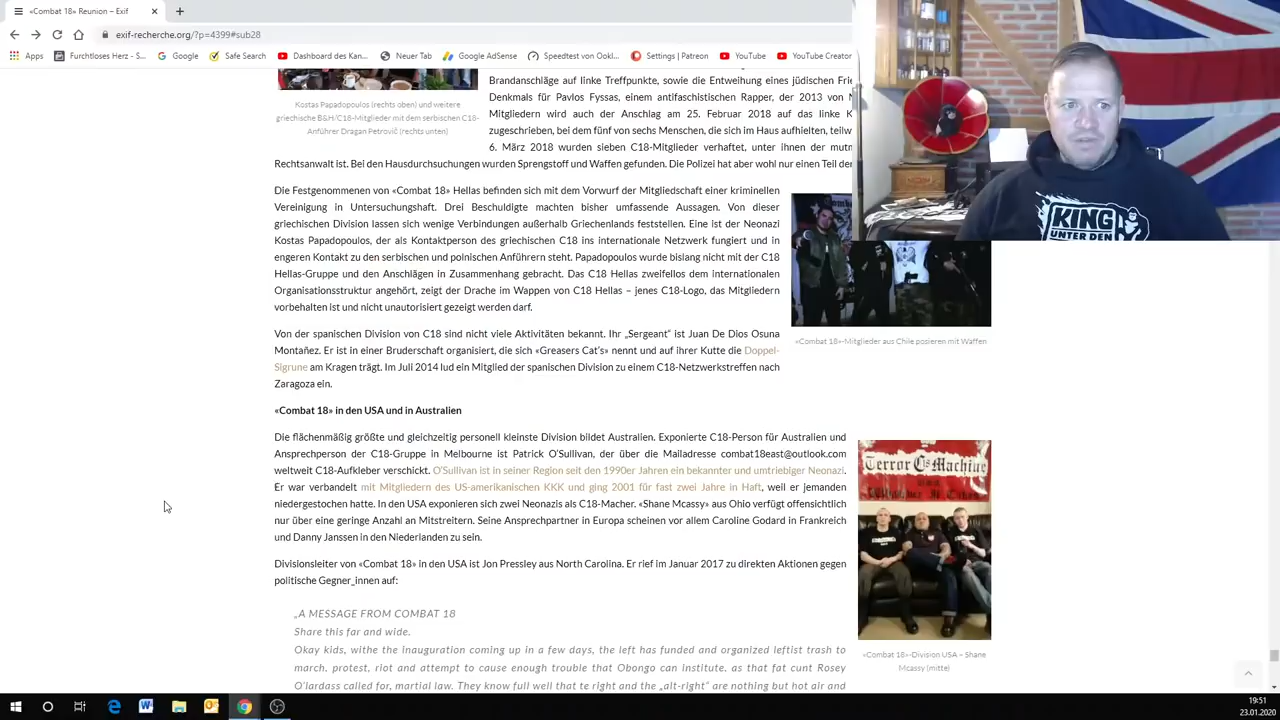 «Combat 18» Reunion – Exif
exif-recherche.org/?p=4399#sub28
Apps Furchtloses Herz - S... Google Safe Search Dashboard des Kan... Neuer Tab Google AdSense Speedtest von Ookl... Settings | Patreon YouTube YouTube Creator
Brandanschläge auf linke Treffpunkte, sowie die Entweihung eines jüdischen Frie
Denkmals für Pavlos Fyssas, einem antifaschistischen Rapper, der 2013 von
Mitgliedern wird auch der Anschlag am 25. Februar 2018 auf das linke
zugeschrieben, bei dem fünf von sechs Menschen, die sich im Haus aufhielten, teilw
6. März 2018 wurden sieben C18-Mitglieder verhaftet, unter ihnen der mutm
Kostas Papadopoulos (rechts oben) und weitere
griechische B&H/C18-Mitglieder mit dem serbischen C18-
Anführer Dragan Petrovič (rechts unten)
Rechtsanwalt ist. Bei den Hausdurchsuchungen wurden Sprengstoff und Waffen gefunden. Die Polizei hat aber wohl nur einen Teil der
Die Festgenommenen von «Combat 18» Hellas befinden sich mit dem Vorwurf der Mitgliedschaft einer kriminellen
Vereinigung in Untersuchungshaft. Drei Beschuldigte machten bisher umfassende Aussagen. Von dieser
griechischen Division lassen sich wenige Verbindungen außerhalb Griechenlands feststellen. Eine ist der Neonazi
Kostas Papadopoulos, der als Kontaktperson des griechischen C18 ins internationale Netzwerk fungiert und in
engeren Kontakt zu den serbischen und polnischen Anführern steht. Papadopoulos wurde bislang nicht mit der C18
Hellas-Gruppe und den Anschlägen in Zusammenhang gebracht. Das C18 Hellas zweifellos dem internationalen
Organisationsstruktur angehört, zeigt der Drache im Wappen von C18 Hellas – jenes C18-Logo, das Mitgliedern
vorbehalten ist und nicht unautorisiert gezeigt werden darf.
Von der spanischen Division von C18 sind nicht viele Aktivitäten bekannt. Ihr „Sergeant" ist Juan De Dios Osuna
Montañez. Er ist in einer Bruderschaft organisiert, die sich «Greasers Cat's» nennt und auf ihrer Kutte die Doppel-
Sigrune am Kragen trägt. Im Juli 2014 lud ein Mitglied der spanischen Division zu einem C18-Netzwerkstreffen nach
Zaragoza ein.
«Combat 18»-Mitglieder aus Chile posieren mit Waffen
«Combat 18» in den USA und in Australien
Die flächenmäßig größte und gleichzeitig personell kleinste Division bildet Australien. Exponierte C18-Person für Australien und
Ansprechperson der C18-Gruppe in Melbourne ist Patrick O'Sullivan, der über die Mailadresse combat18east@outlook.com
weltweit C18-Aufkleber verschickt. O'Sullivan ist in seiner Region seit den 1990er Jahren ein bekannter und umtriebiger Neonazi.
Er war verbandelt mit Mitgliedern des US-amerikanischen KKK und ging 2001 für fast zwei Jahre in Haft, weil er jemanden
niedergestochen hatte. In den USA exponieren sich zwei Neonazis als C18-Macher. «Shane Mcassy» aus Ohio verfügt offensichtlich
nur über eine geringe Anzahl an Mitstreitern. Seine Ansprechpartner in Europa scheinen vor allem Caroline Godard in Frankreich
und Danny Janssen in den Niederlanden zu sein.
Divisionsleiter von «Combat 18» in den USA ist Jon Pressley aus North Carolina. Er rief im Januar 2017 zu direkten Aktionen gegen
politische Gegner_innen auf:
„A MESSAGE FROM COMBAT 18
Share this far and wide.
Okay kids, withe the inauguration coming up in a few days, the left has funded and organized leftist trash to
march, protest, riot and attempt to cause enough trouble that Obongo can institute, as that fat cunt Rosey
O'lardass called for, martial law. They know full well that te right and the „alt-right" are nothing but hot air and
Terror Machine
«Combat 18»-Division USA – Shane
Mcassy (mitte)
KING
UNTER DEN
19:51
23.01.2020